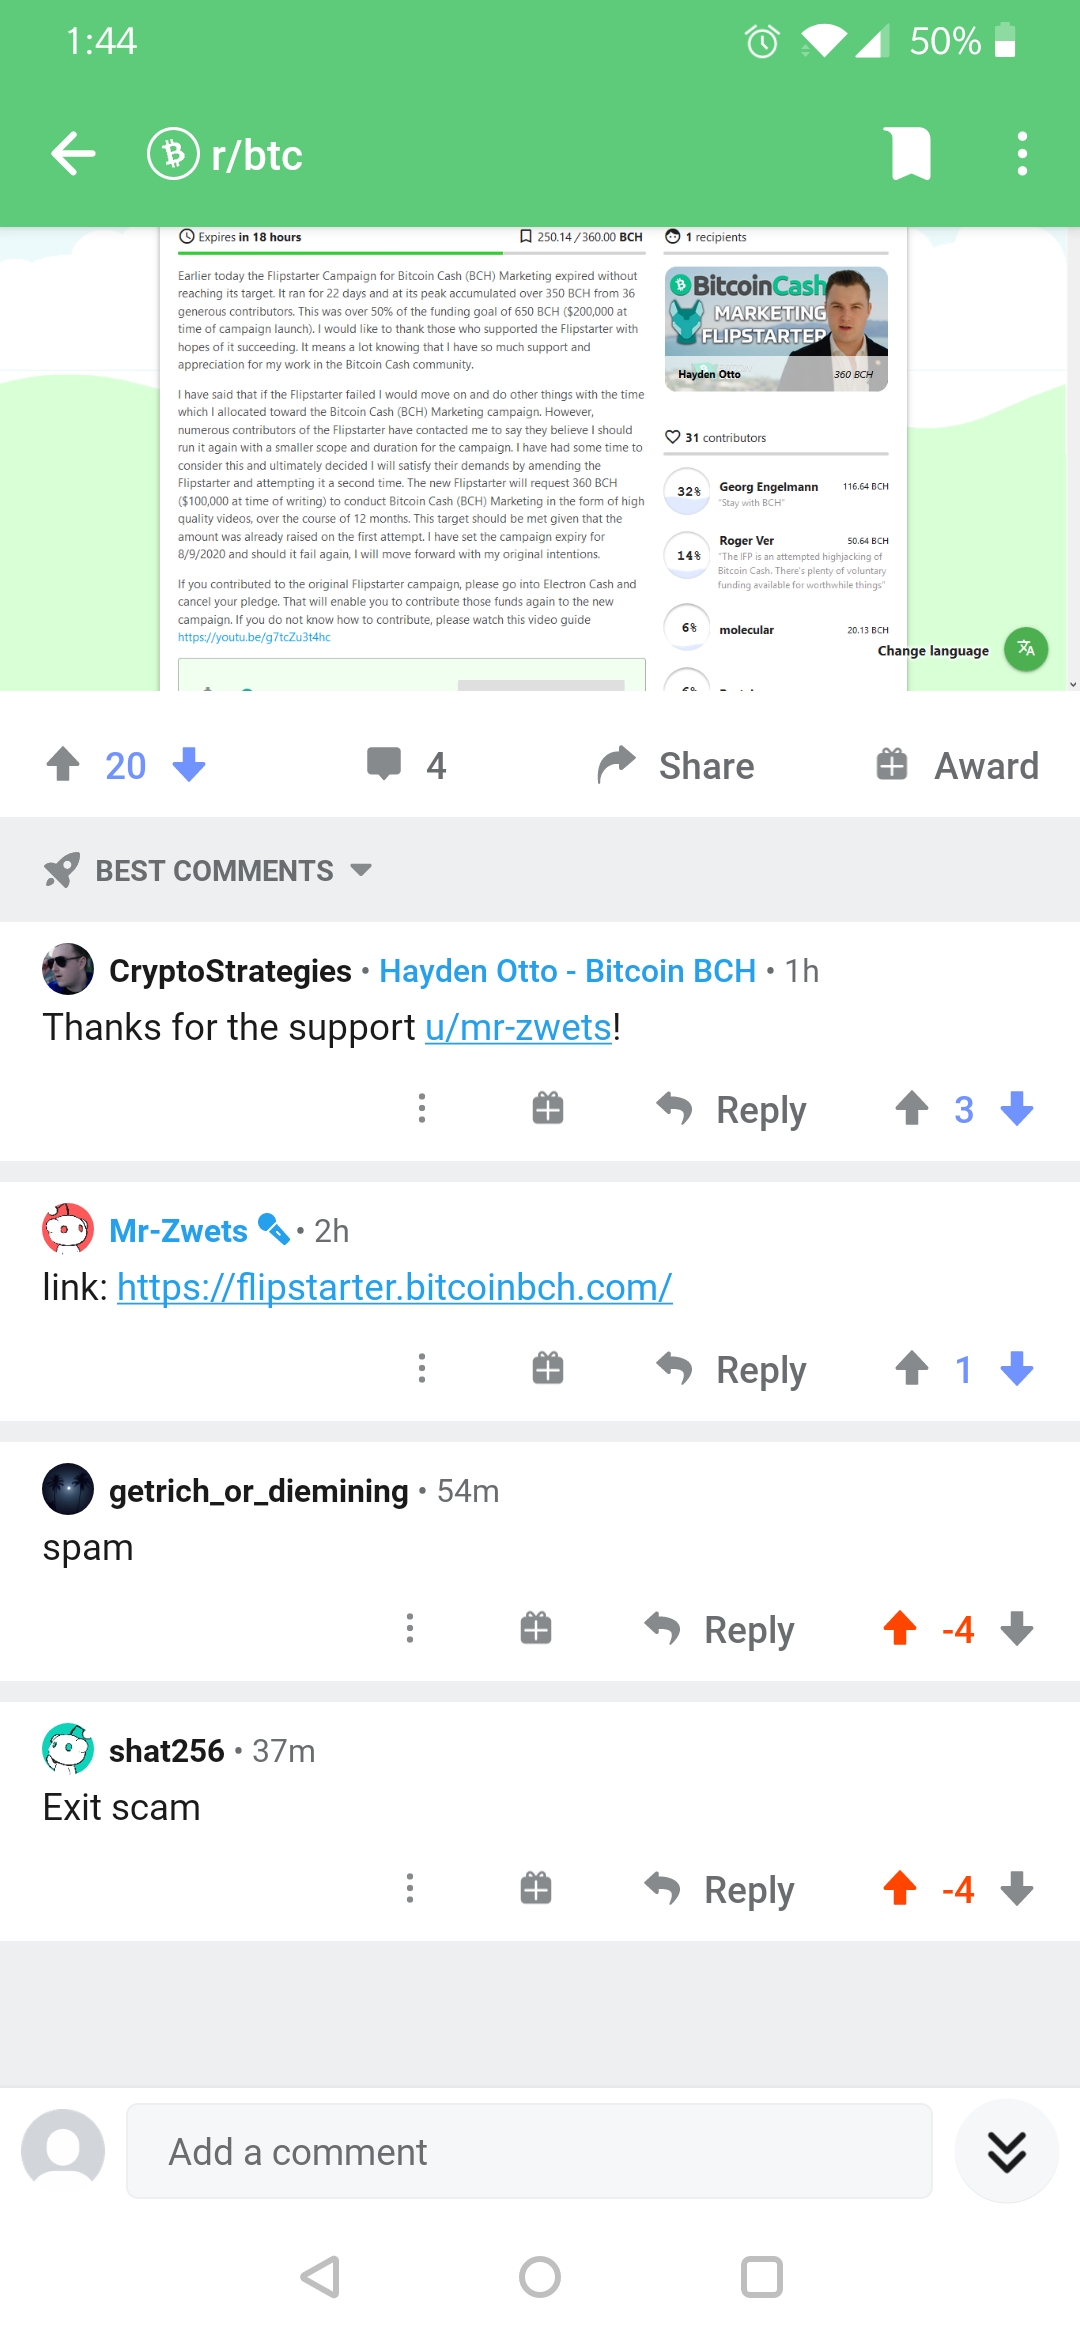 1:44
50%
r/btc
Expires in 18 hours
250.14 / 360.00 BCH
1 recipients
Earlier today the Flipstarter Campaign for Bitcoin Cash (BCH) Marketing expired without
reaching its target. It ran for 22 days and at its peak accumulated over 350 BCH from 36
generous contributors. This was over 50% of the funding goal of 650 BCH ($200,000 at
time of campaign launch). I would like to thank those who supported the Flipstarter with
hopes of it succeeding. It means a lot knowing that I have so much support and
appreciation for my work in the Bitcoin Cash community.
I have said that if the Flipstarter failed I would move on and do other things with the time
which I allocated toward the Bitcoin Cash (BCH) Marketing campaign. However,
numerous contributors of the Flipstarter have contacted me to say they believe I should
run it again with a smaller scope and duration for the campaign. I have had some time to
consider this and ultimately decided I will satisfy their demands by amending the
Flipstarter and attempting it a second time. The new Flipstarter will request 360 BCH
($100,000 at time of writing) to conduct Bitcoin Cash (BCH) Marketing in the form of high
quality videos, over the course of 12 months. This target should be met given that the
amount was already raised on the first attempt. I have set the campaign expiry for
8/9/2020 and should it fail again, I will move forward with my original intentions.
If you contributed to the original Flipstarter campaign, please go into Electron Cash and
cancel your pledge. That will enable you to contribute those funds again to the new
campaign. If you do not know how to contribute, please watch this video guide
https://youtu.be/g7tcZu3t4hc
BitcoinCash
MARKETING
FLIPSTARTER
Hayden Otto
360 BCH
31 contributors
32%
Georg Engelmann
116.64 BCH
"Stay with BCH"
14%
Roger Ver
50.64 BCH
"The IFP is an attempted highjacking of
Bitcoin Cash. There's plenty of voluntary
funding available for worthwhile things"
6%
molecular
20.13 BCH
Change language
20
4
Share
Award
BEST COMMENTS
CryptoStrategies • Hayden Otto - Bitcoin BCH • 1h
Thanks for the support u/mr-zwets!
Reply
3
Mr-Zwets • 2h
link: https://flipstarter.bitcoinbch.com/
Reply
1
getrich_or_diemining • 54m
spam
Reply
-4
shat256 • 37m
Exit scam
Reply
-4
Add a comment